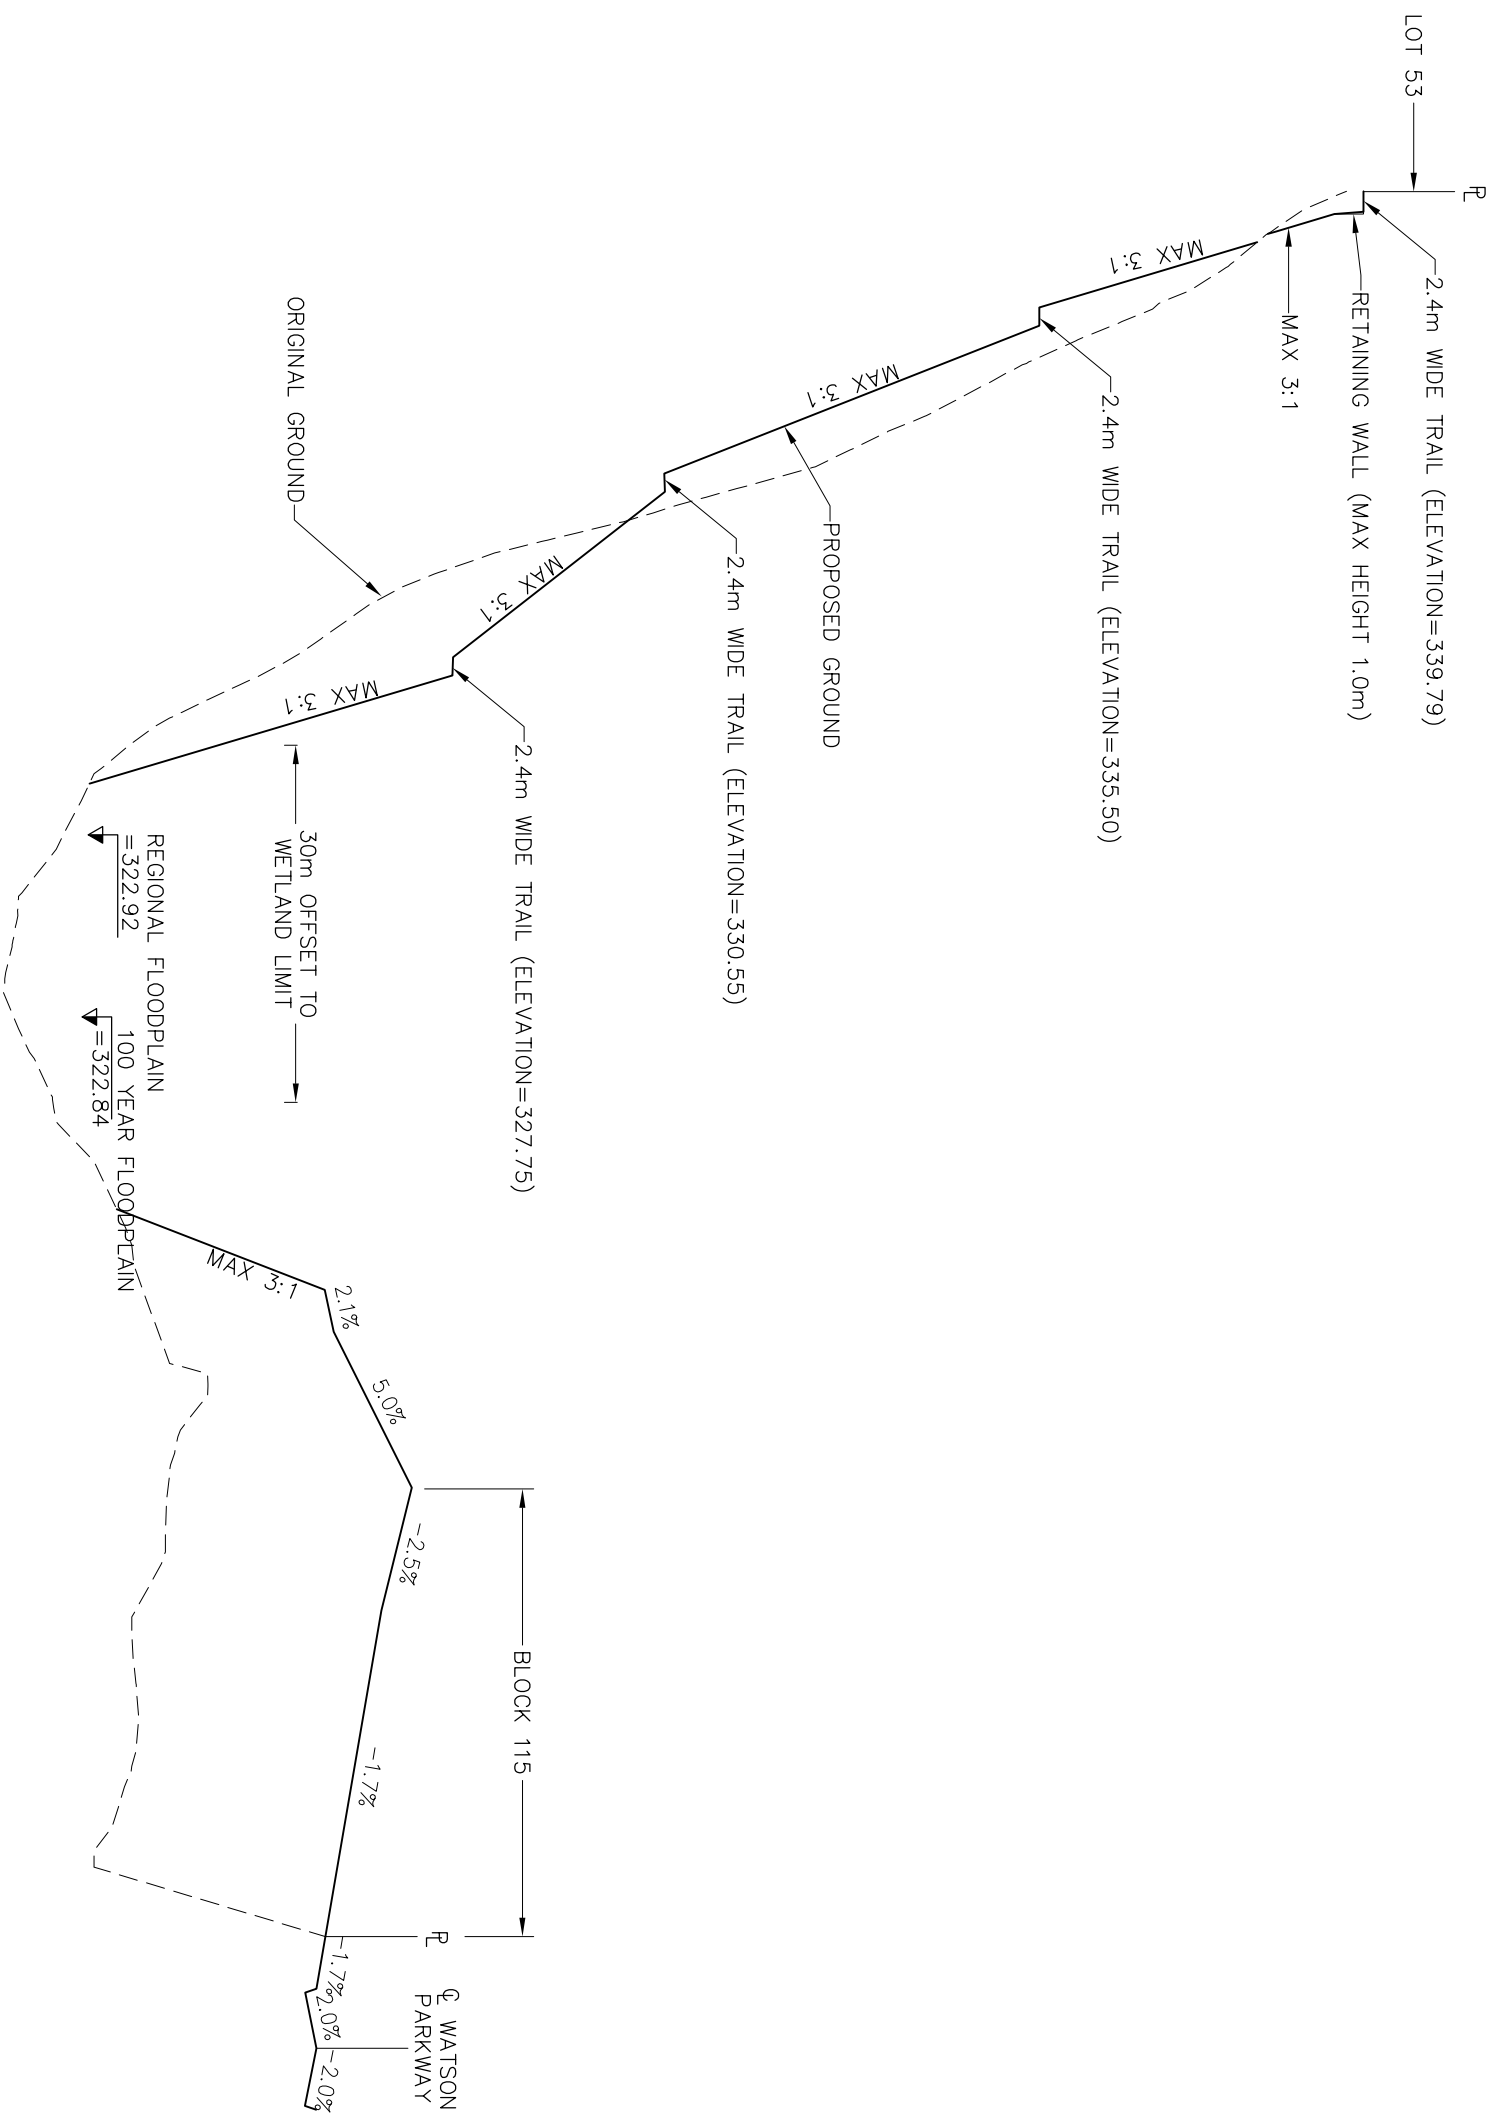 LOT 53
PL
2.4m WIDE TRAIL (ELEVATION=339.79)
RETAINING WALL (MAX HEIGHT 1.0m)
MAX 3:1
MAX 3:1
2.4m WIDE TRAIL (ELEVATION=335.50)
MAX 3:1
PROPOSED GROUND
2.4m WIDE TRAIL (ELEVATION=330.55)
ORIGINAL GROUND
MAX 3:1
2.4m WIDE TRAIL (ELEVATION=327.75)
MAX 3:1
30m OFFSET TO
WETLAND LIMIT
REGIONAL FLOODPLAIN
=322.92
100 YEAR FLOODPLAIN
=322.84
MAX 3:1
2.1%
5.0%
-2.5%
BLOCK 115
-1.7%
PL
-1.7%
2.0%
-2.0%
CL WATSON
PARKWAY